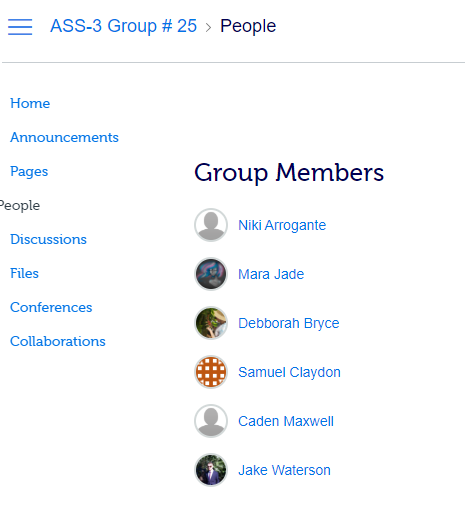 ASS-3 Group # 25 > People
Home
Announcements
Pages
People
Discussions
Files
Conferences
Collaborations
Group Members
Niki Arrogante
Mara Jade
Debborah Bryce
Samuel Claydon
Caden Maxwell
Jake Waterson